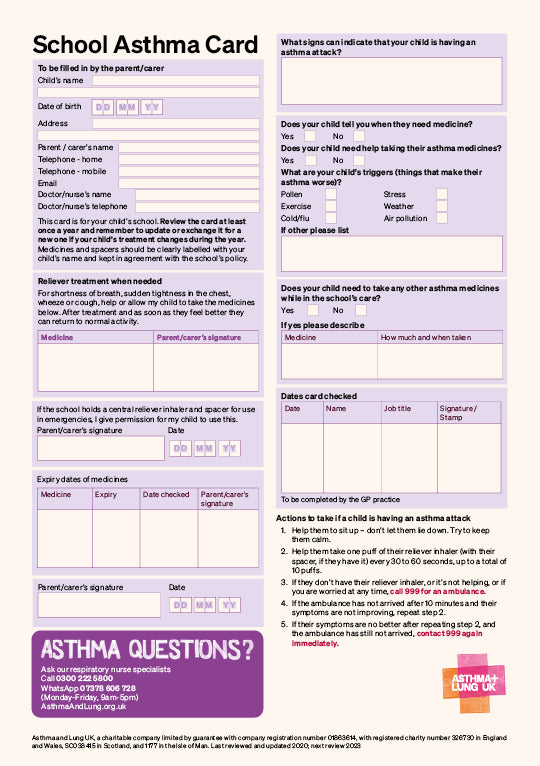 School Asthma Card
To be filled in by the parent/carer
Child's name
Date of birth
D D M M Y Y
Address
Parent / carer's name
Telephone - home
Telephone - mobile
Email
Doctor/nurse's name
Doctor/nurse's telephone
This card is for your child's school. Review the card at least
once a year and remember to update or exchange it for a
new one if your child's treatment changes during the year.
Medicines and spacers should be clearly labelled with your
child's name and kept in agreement with the school's policy.
Reliever treatment when needed
For shortness of breath, sudden tightness in the chest,
wheeze or cough, help or allow my child to take the medicines
below. After treatment and as soon as they feel better they
can return to normal activity.
Medicine Parent/carer's signature
If the school holds a central reliever inhaler and spacer for use
in emergencies, I give permission for my child to use this.
Parent/carer's signature Date
D D M M Y Y
Expiry dates of medicines
Medicine Expiry Date checked Parent/carer's
signature
Parent/carer's signature Date
D D M M Y Y
ASTHMA QUESTIONS?
Ask our respiratory nurse specialists
Call 0300 222 5800
WhatsApp 07378 606 728
(Monday-Friday, 9am-5pm)
AsthmaAndLung.org.uk
What signs can indicate that your child is having an
asthma attack?
Does your child tell you when they need medicine?
Yes No
Does your child need help taking their asthma medicines?
Yes No
What are your child's triggers (things that make their
asthma worse)?
Pollen Stress
Exercise Weather
Cold/flu Air pollution
If other please list
Does your child need to take any other asthma medicines
while in the school's care?
Yes No
If yes please describe
Medicine How much and when taken
Dates card checked
Date Name Job title Signature /
Stamp
To be completed by the GP practice
Actions to take if a child is having an asthma attack
1. Help them to sit up – don't let them lie down. Try to keep
them calm.
2. Help them take one puff of their reliever inhaler (with their
spacer, if they have it) every 30 to 60 seconds, up to a total of
10 puffs.
3. If they don't have their reliever inhaler, or it's not helping, or if
you are worried at any time, call 999 for an ambulance.
4. If the ambulance has not arrived after 10 minutes and their
symptoms are not improving, repeat step 2.
5. If their symptoms are no better after repeating step 2, and
the ambulance has still not arrived, contact 999 again
immediately.
ASTHMA+
LUNG UK
Asthma and Lung UK, a charitable company limited by guarantee with company registration number 01863614, with registered charity number 326730 in England
and Wales, SC038415 in Scotland, and 1177 in the Isle of Man. Last reviewed and updated 2020; next review 2023